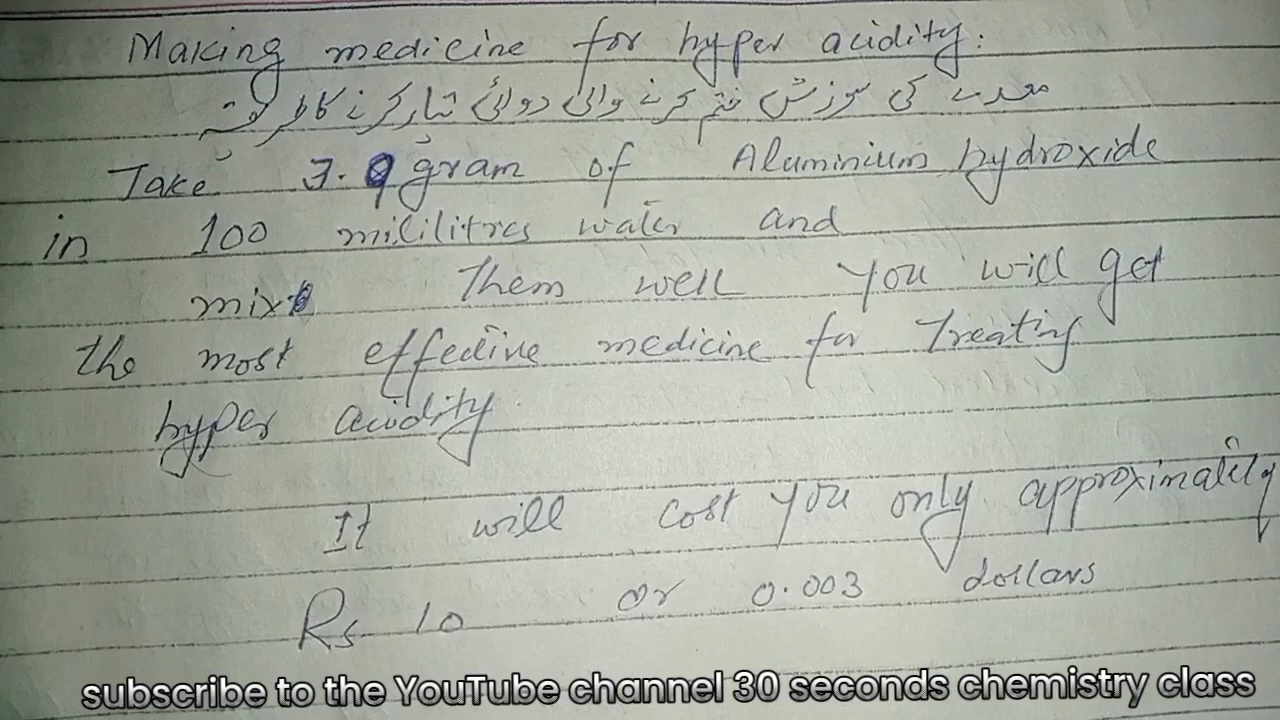 Making medicine for hyper acidity.
معدے کی سوزش ختم کرنے والی دوائی تیار کرنے کا طریقہ
Take 3.9 gram of Aluminium hydroxide
in 100 mililitres water and
mix Them well you will get
the most effective medicine for Treating
hyper acidity.
It will cost you only approximately
Rs 10 or 0.003 dollars
subscribe to the YouTube channel 30 seconds chemistry class